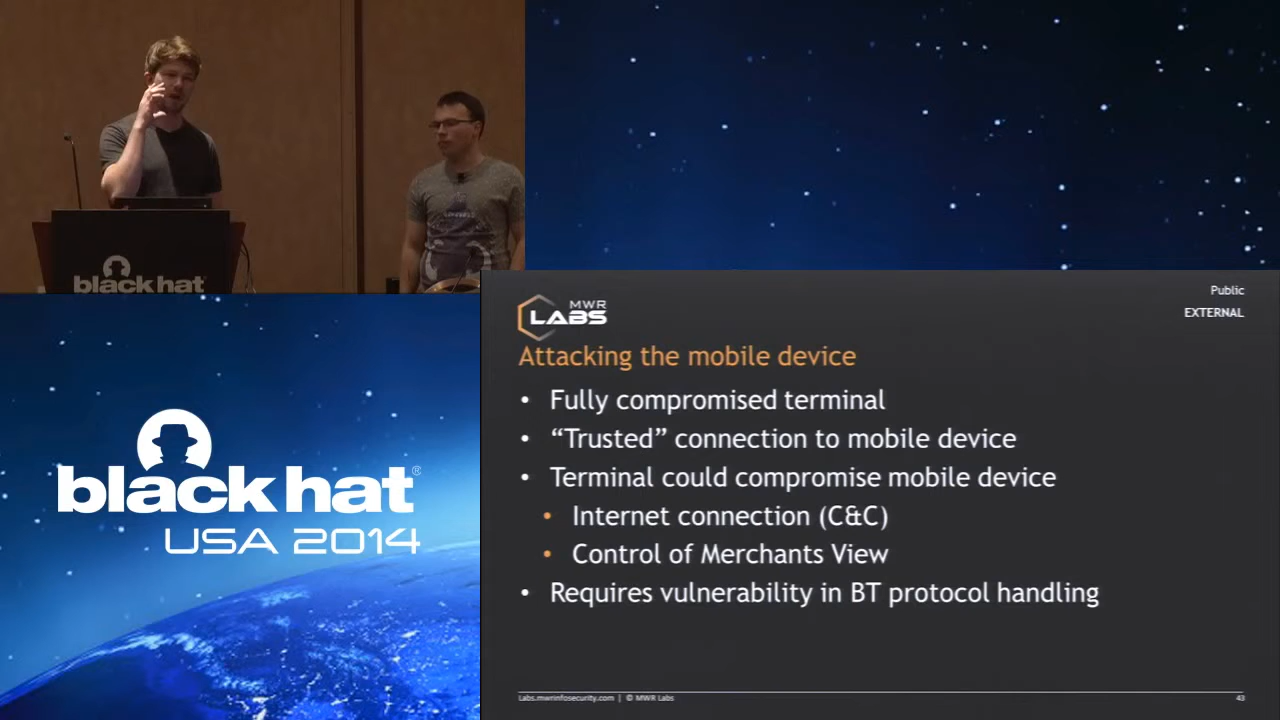 black hat
Public
EXTERNAL
MWR
LABS
Attacking the mobile device
• Fully compromised terminal
• “Trusted” connection to mobile device
• Terminal could compromise mobile device
• Internet connection (C&C)
• Control of Merchants View
• Requires vulnerability in BT protocol handling
Labs.mwrinfosecurity.com | © MWR Labs
43
black hat®
USA 2014